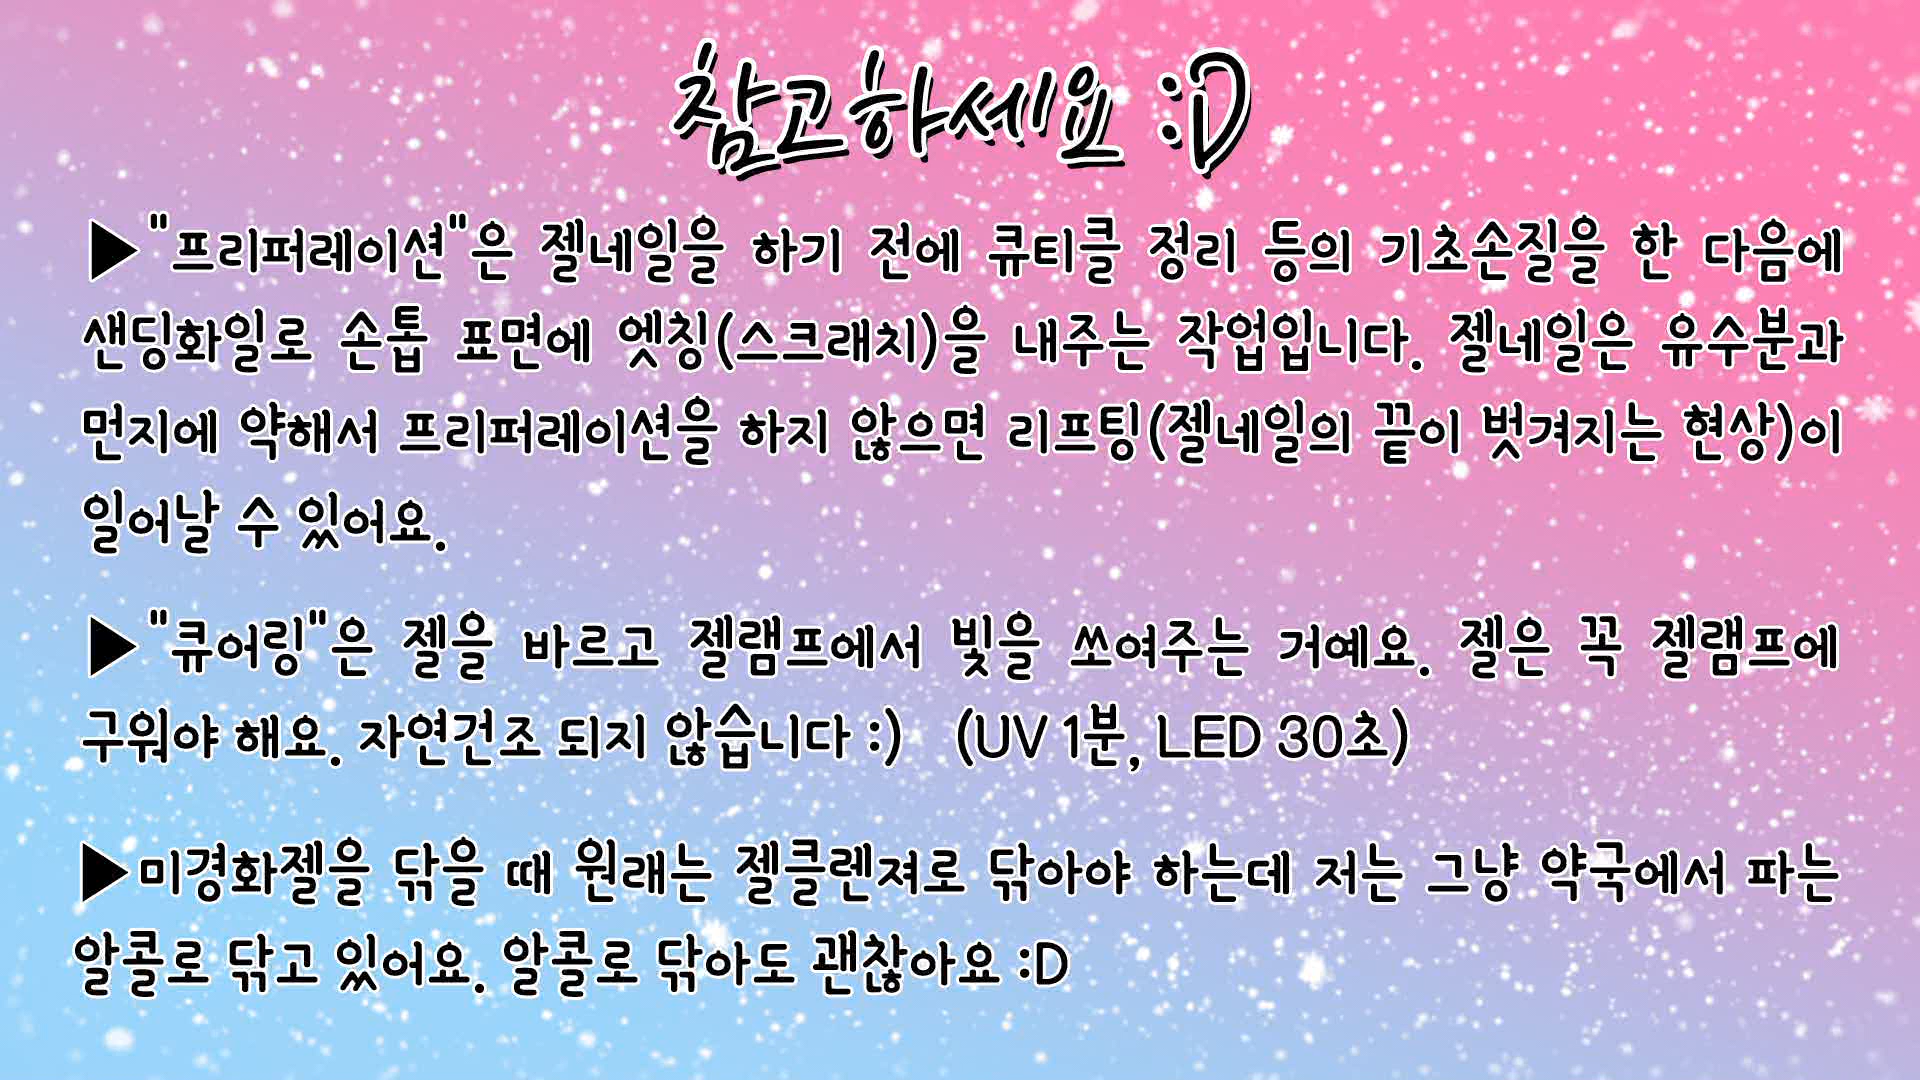 참고하세요 :D
▶"프리퍼레이션"은 젤네일을 하기 전에 큐티클 정리 등의 기초손질을 한 다음에
샌딩화일로 손톱 표면에 엣칭(스크래치)을 내주는 작업입니다. 젤네일은 유수분과
먼지에 약해서 프리퍼레이션을 하지 않으면 리프팅(젤네일의 끝이 벗겨지는 현상)이
일어날 수 있어요.
▶"큐어링"은 젤을 바르고 젤램프에서 빛을 쏘여주는 거예요. 젤은 꼭 젤램프에
구워야 해요. 자연건조 되지 않습니다 :) (UV 1분, LED 30초)
▶미경화젤을 닦을 때 원래는 젤클렌져로 닦아야 하는데 저는 그냥 약국에서 파는
알콜로 닦고 있어요. 알콜로 닦아도 괜찮아요 :D